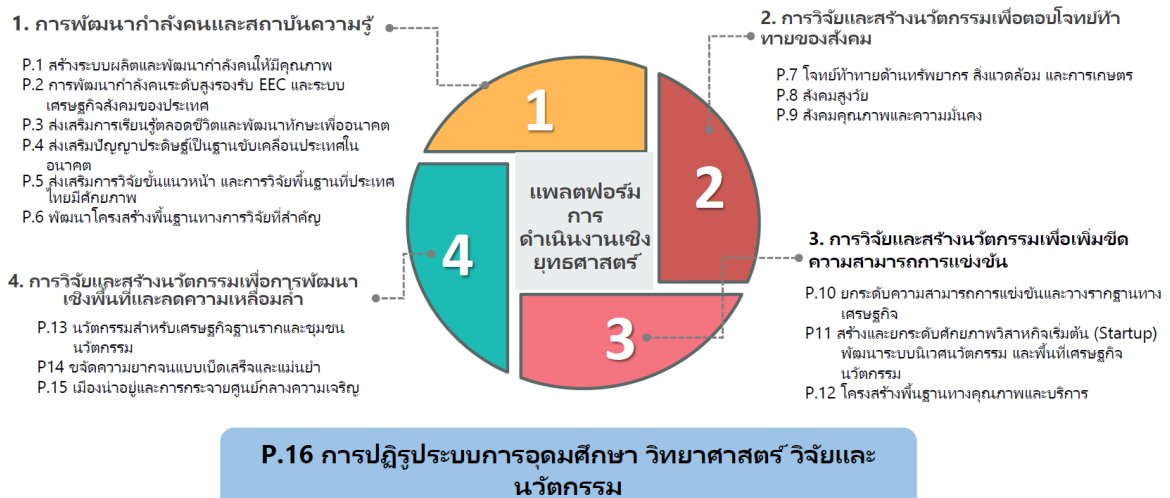 1. การพัฒนากำลังคนและสถาบันความรู้
P.1 สร้างระบบผลิตและพัฒนากำลังคนให้มีคุณภาพ
P.2 การพัฒนากำลังคนระดับสูงรองรับ EEC และระบบ
เศรษฐกิจสังคมของประเทศ
P.3 ส่งเสริมการเรียนรู้ตลอดชีวิตและพัฒนาทักษะเพื่ออนาคต
P.4 ส่งเสริมปัญญาประดิษฐ์เป็นฐานขับเคลื่อนประเทศใน
อนาคต
P.5 ส่งเสริมการวิจัยขั้นแนวหน้า และการวิจัยพื้นฐานที่ประเทศ
ไทยมีศักยภาพ
P.6 พัฒนาโครงสร้างพื้นฐานทางการวิจัยที่สำคัญ
2. การวิจัยและสร้างนวัตกรรมเพื่อตอบโจทย์ท้า
ทายของสังคม
P.7 โจทย์ท้าทายด้านทรัพยากร สิ่งแวดล้อม และการเกษตร
P.8 สังคมสูงวัย
P.9 สังคมคุณภาพและความมั่นคง
1
2
3
4
แพลตฟอร์ม
การ
ดำเนินงานเชิง
ยุทธศาสตร์
3. การวิจัยและสร้างนวัตกรรมเพื่อเพิ่มขีด
ความสามารถการแข่งขัน
P.10 ยกระดับความสามารถการแข่งขันและวางรากฐานทาง
เศรษฐกิจ
P11 สร้างและยกระดับศักยภาพวิสาหกิจเริ่มต้น (Startup)
พัฒนาระบบนิเวศนวัตกรรม และพื้นที่เศรษฐกิจ
นวัตกรรม
P.12 โครงสร้างพื้นฐานทางคุณภาพและบริการ
4. การวิจัยและสร้างนวัตกรรมเพื่อการพัฒนา
เชิงพื้นที่และลดความเหลื่อมล้ำ
P.13 นวัตกรรมสำหรับเศรษฐกิจฐานรากและชุมชน
นวัตกรรม
P14 ขจัดความยากจนแบบเบ็ดเสร็จและแม่นยำ
P.15 เมืองน่าอยู่และการกระจายศูนย์กลางความเจริญ
P.16 การปฏิรูประบบการอุดมศึกษา วิทยาศาสตร์ วิจัยและ
นวัตกรรม